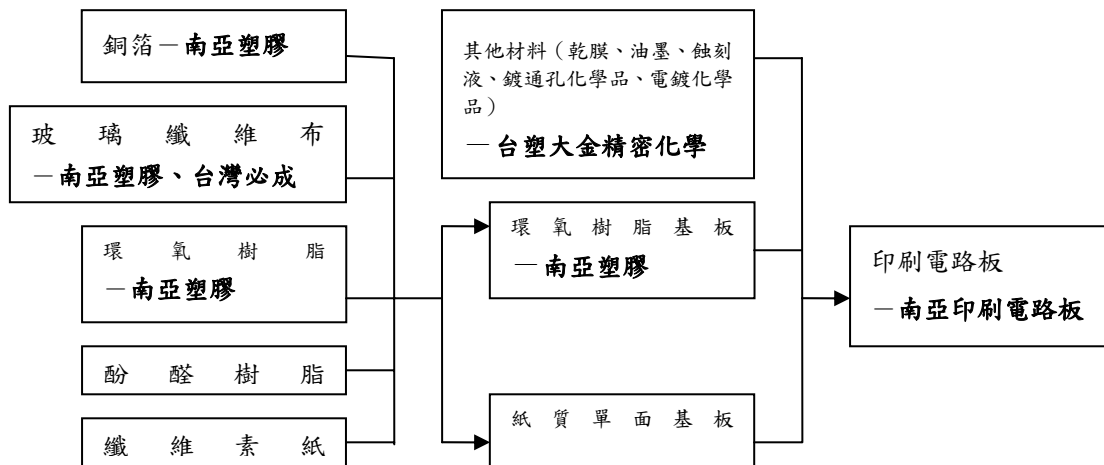 銅箔－南亞塑膠
玻璃纖維布
－南亞塑膠、台灣必成
環氧樹脂
－南亞塑膠
酚醛樹脂
纖維素紙
其他材料（乾膜、油墨、蝕刻
液、鍍通孔化學品、電鍍化學
品）
－台塑大金精密化學
環氧樹脂基板
－南亞塑膠
紙質單面基板
印刷電路板
－南亞印刷電路板